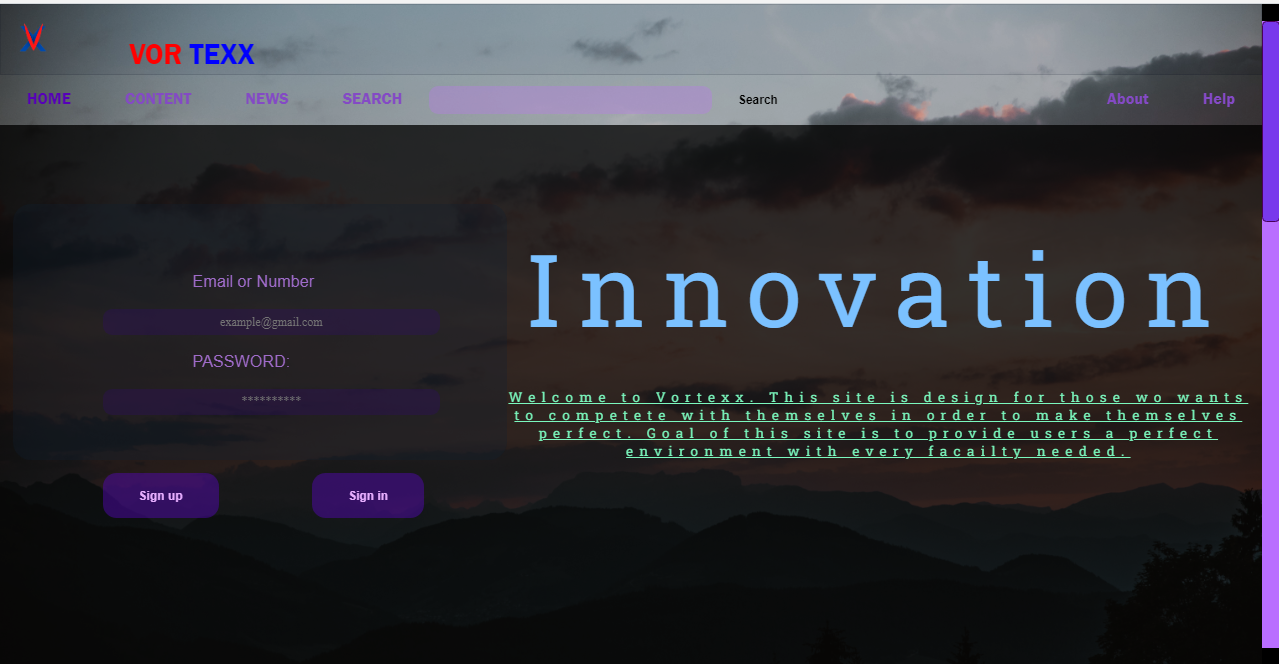 VOR TEXX
HOME CONTENT NEWS SEARCH Search About Help
Email or Number
example@gmail.com
PASSWORD:
**********
Sign up Sign in
Innovation
Welcome to Vortexx. This site is design for those wo wants
to competete with themselves in order to make themselves
perfect. Goal of this site is to provide users a perfect
environment with every facailty needed.